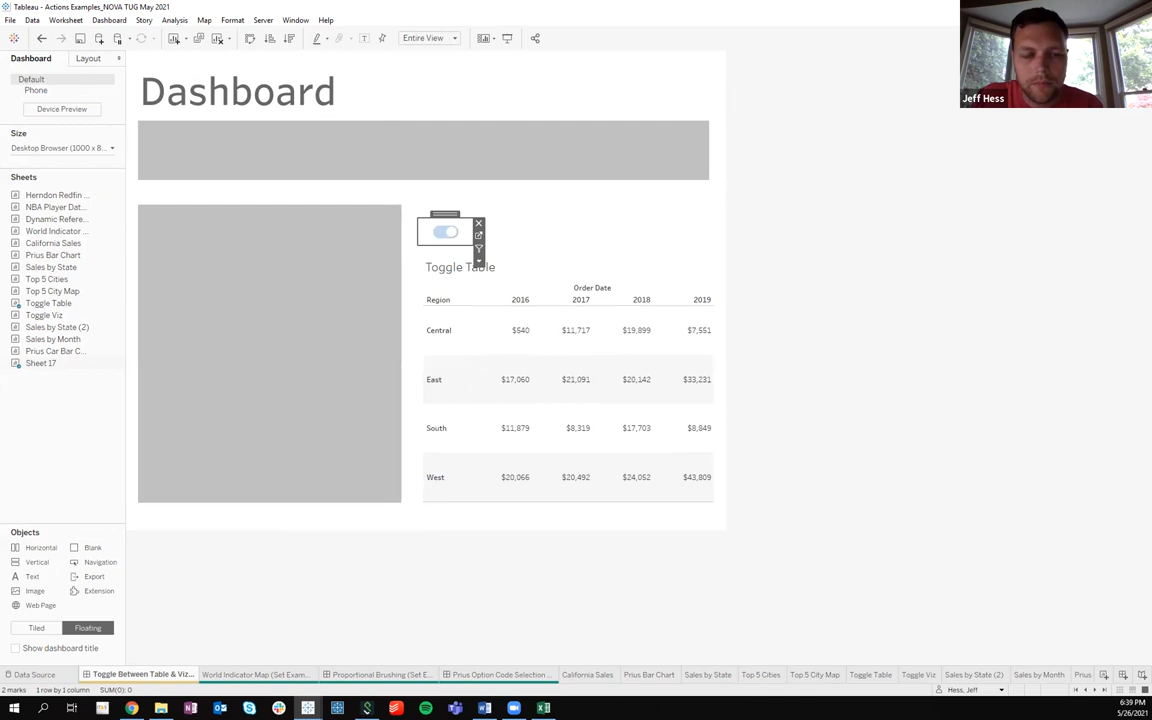 Tableau - Actions Examples_NOVA TUG May 2021
File Data Worksheet Dashboard Story Analysis Map Format Server Window Help
Entire View
Dashboard Layout
Default
Phone
Device Preview
Size
Desktop Browser (1000 x 8...
Sheets
Herndon Redfin ...
NBA Player Dat...
Dynamic Refere...
World Indicator ...
California Sales
Prius Bar Chart
Sales by State
Top 5 Cities
Top 5 City Map
Toggle Table
Toggle Viz
Sales by State (2)
Sales by Month
Prius Car Bar C...
Sheet 17
Objects
Horizontal Blank
Vertical Navigation
Text Export
Image Extension
Web Page
Tiled Floating
Show dashboard title
Dashboard
Toggle Table
Order Date
Region 2016 2017 2018 2019
Central $540 $11,717 $19,899 $7,551
East $17,060 $21,091 $20,142 $33,231
South $11,879 $8,319 $17,703 $8,849
West $20,066 $20,492 $24,052 $43,809
Jeff Hess
Data Source Toggle Between Table & Viz... World Indicator Map (Set Exam... Proportional Brushing (Set E... Prius Option Code Selection ... California Sales Prius Bar Chart Sales by State Top 5 Cities Top 5 City Map Toggle Table Toggle Viz Sales by State (2) Sales by Month Prius
2 marks 1 row by 1 column SUM(0): 0 Hess, Jeff
6:39 PM
5/26/2021